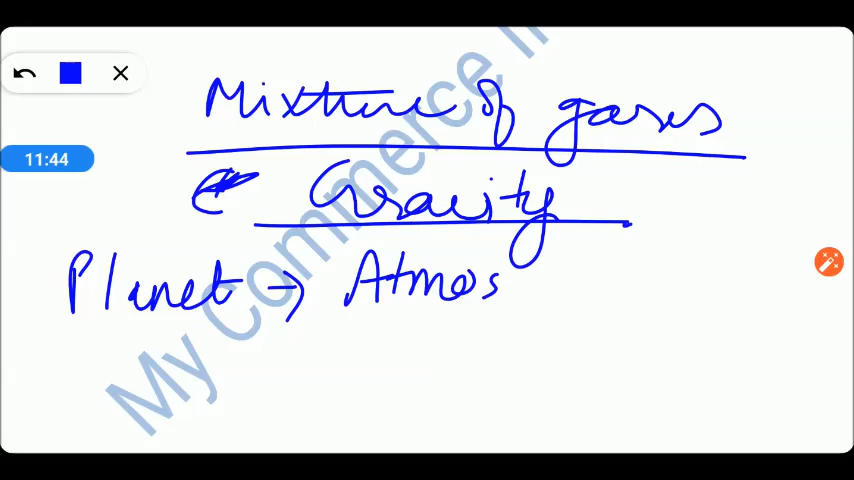 Mixture of gases
11:44
Gravity
Planet → Atmos
My Commerce